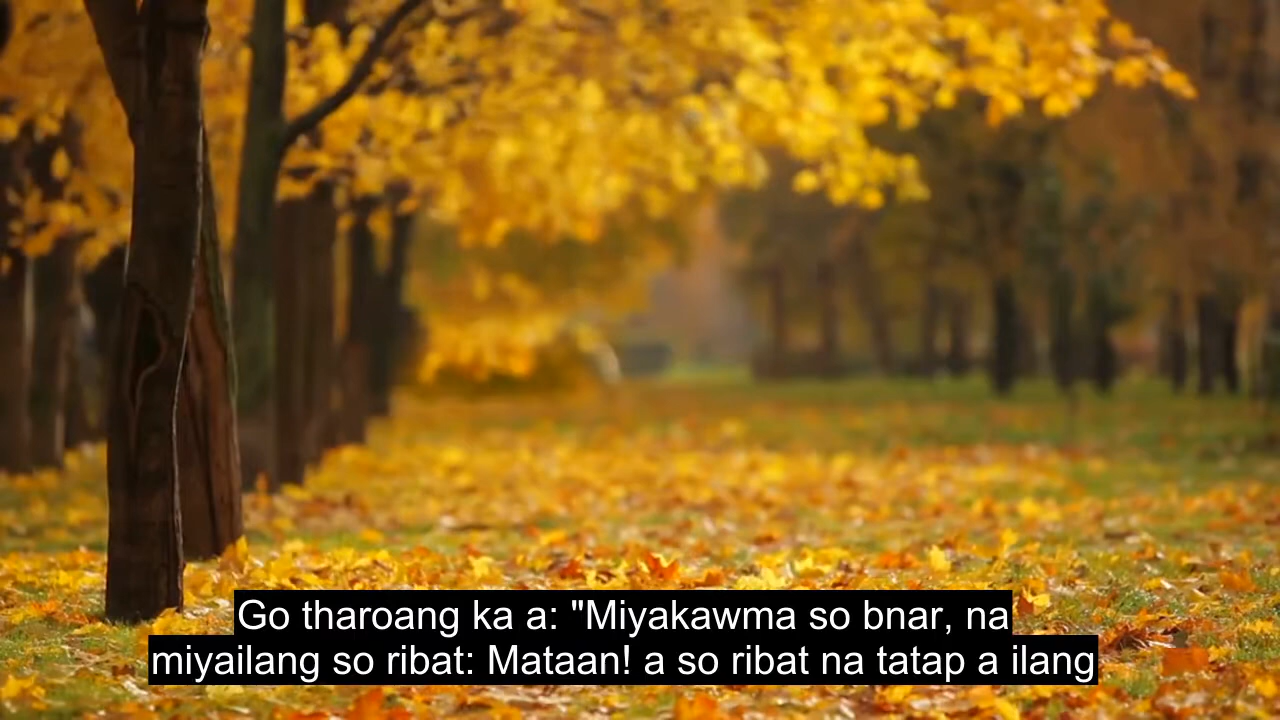 Go tharoang ka a: "Miyakawma so bnar, na
miyailang so ribat: Mataan! a so ribat na tatap a ilang